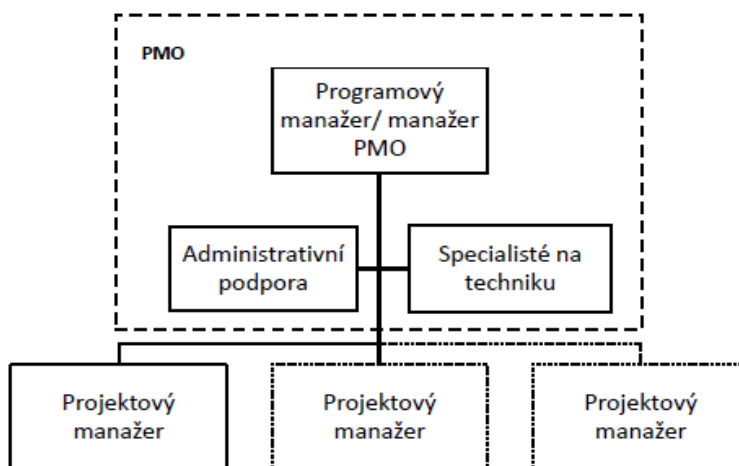 PMO
Programový
manažer/ manažer
PMO
Administrativní
podpora
Specialisté na
techniku
Projektový
manažer
Projektový
manažer
Projektový
manažer